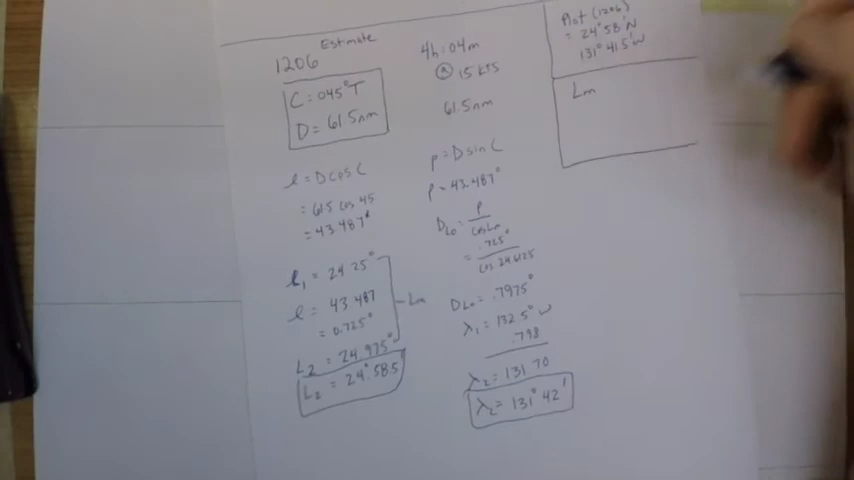 Estimate
1206
C = 045°T
D = 61.5nm
4h:04m
@ 15 KTS
61.5nm
Plot (1206)
= 24°58'N
131° 41.5'W
Lm
l = D cos C
= 61.5 cos 45
= 43.487'
p = D sin C
p = 43.487°
DLo = p / cos Lm
= .725° / cos 24.6125
DLo = .7975°
λ1 = 132.5° W
.798
λ2 = 131.70
λ2 = 131° 42'
L1 = 24.25°
l = 43.487
= 0.725°
Lm
L2 = 24.975°
L2 = 24° 58.5'